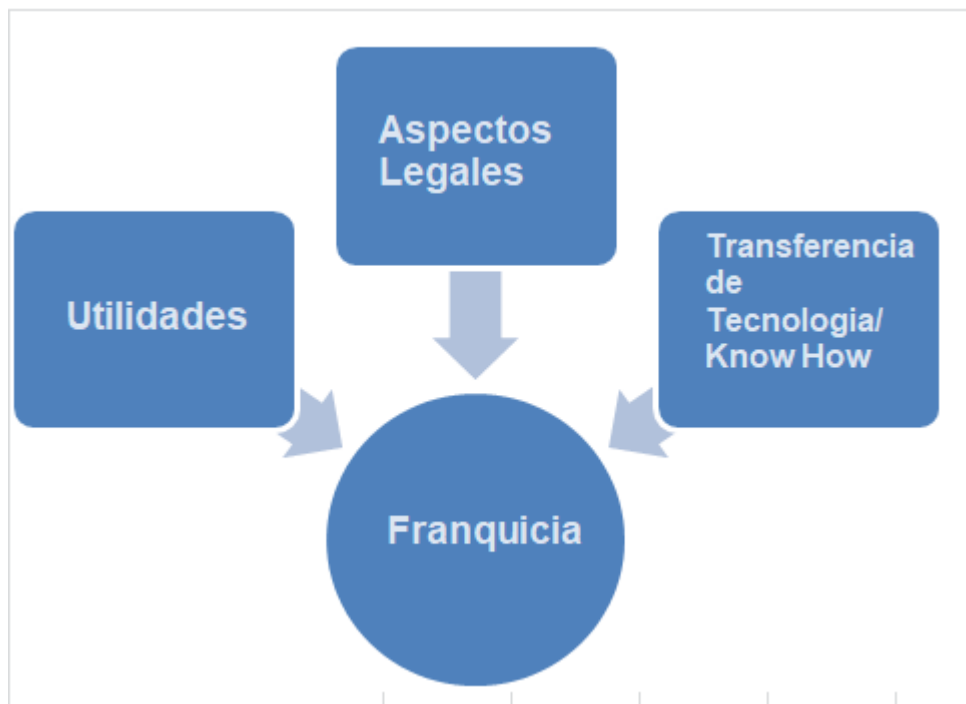 Aspectos
Legales
Utilidades
Transferencia
de
Tecnologia/
Know How
Franquicia